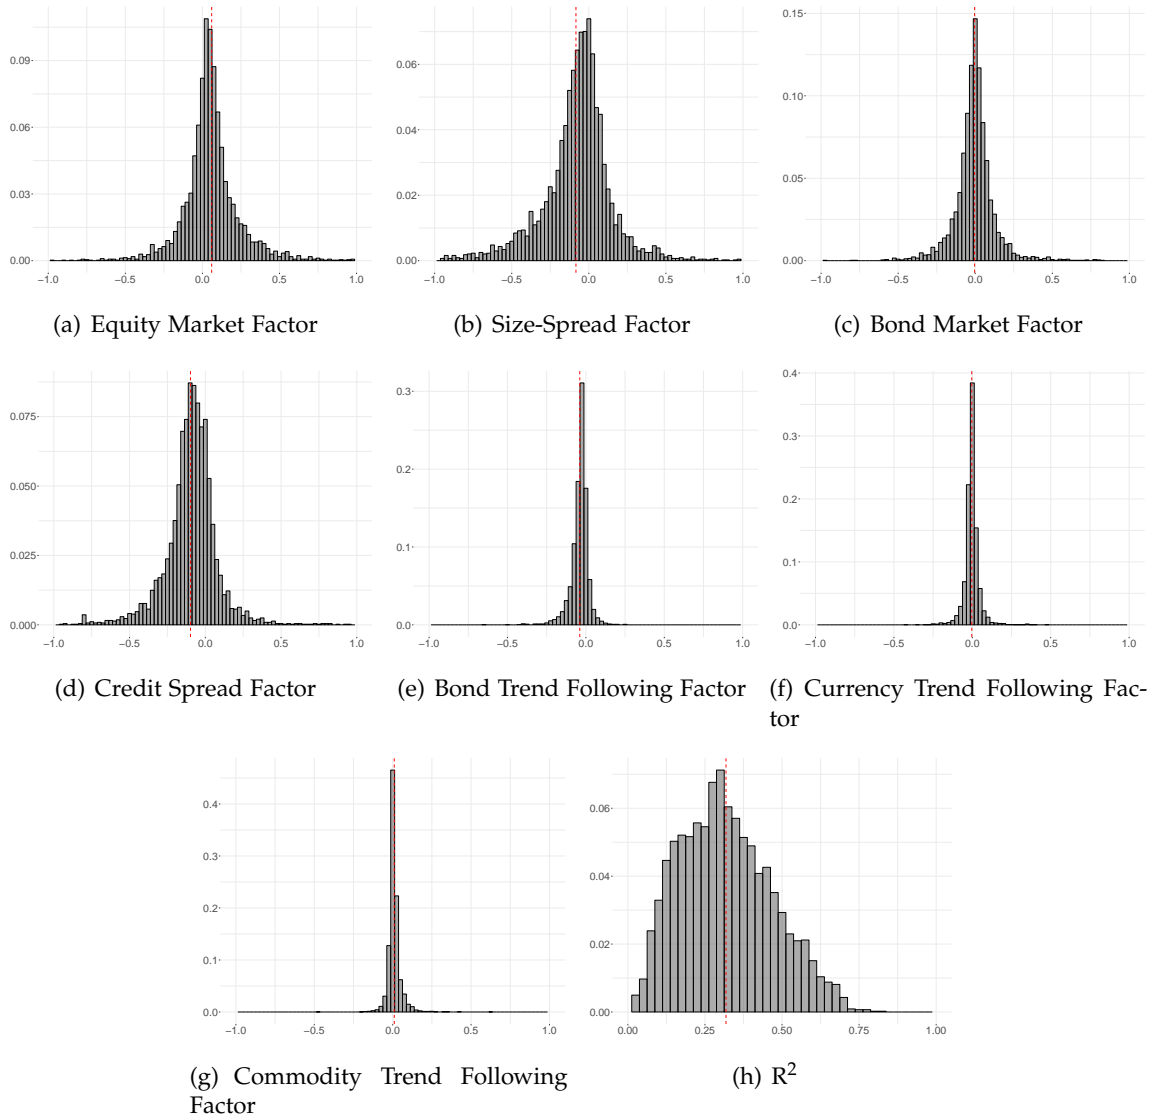 0.09
0.06
0.03
0.00
−1.0 −0.5 0.0 0.5 1.0
(a) Equity Market Factor
0.06
0.04
0.02
0.00
−1.0 −0.5 0.0 0.5 1.0
(b) Size-Spread Factor
0.15
0.10
0.05
0.00
−1.0 −0.5 0.0 0.5 1.0
(c) Bond Market Factor
0.075
0.050
0.025
0.000
−1.0 −0.5 0.0 0.5 1.0
(d) Credit Spread Factor
0.3
0.2
0.1
0.0
−1.0 −0.5 0.0 0.5 1.0
(e) Bond Trend Following Factor
0.4
0.3
0.2
0.1
0.0
−1.0 −0.5 0.0 0.5 1.0
(f) Currency Trend Following Fac-
tor
0.4
0.3
0.2
0.1
0.0
−1.0 −0.5 0.0 0.5 1.0
(g) Commodity Trend Following
Factor
0.06
0.04
0.02
0.00
0.00 0.25 0.50 0.75 1.00
(h) R²